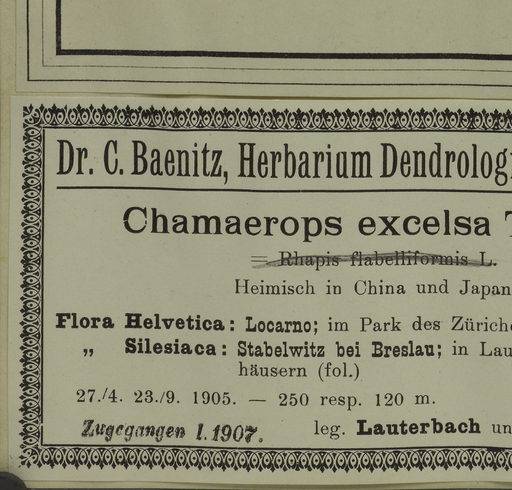 Dr. C. Baenitz, Herbarium Dendrolog
Chamaerops excelsa T
= Rhapis flabelliformis L.
Heimisch in China und Japan
Flora Helvetica: Locarno; im Park des Züriche
„ Silesiaca: Stabelwitz bei Breslau; in Lau
häusern (fol.)
27./4. 23./9. 1905. — 250 resp. 120 m.
Zugegangen 1.1907.
leg. Lauterbach un